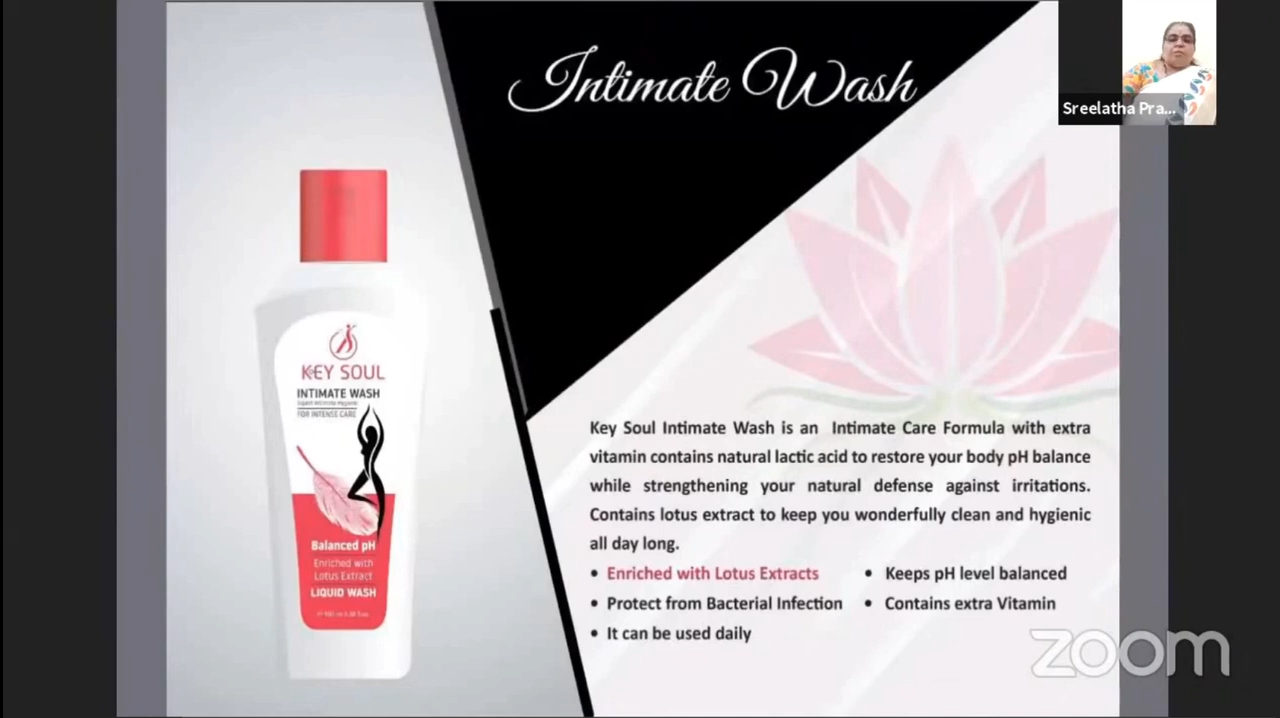 Intimate Wash
Sreelatha Pra...
KEY SOUL
INTIMATE WASH
FOR INTENSE CARE
Balanced pH
Enriched with
Lotus Extract
LIQUID WASH
Key Soul Intimate Wash is an Intimate Care Formula with extra
vitamin contains natural lactic acid to restore your body pH balance
while strengthening your natural defense against irritations.
Contains lotus extract to keep you wonderfully clean and hygienic
all day long.
• Enriched with Lotus Extracts • Keeps pH level balanced
• Protect from Bacterial Infection • Contains extra Vitamin
• It can be used daily
zoom